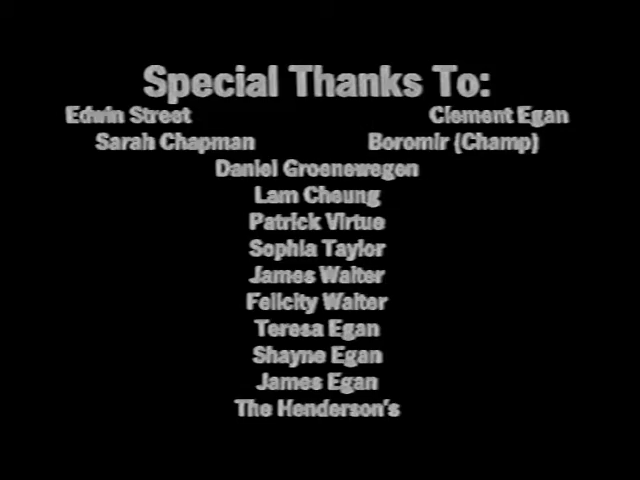 Special Thanks To:
Edwin Street Clement Egan
Sarah Chapman Boromir (Champ)
Daniel Groenewegen
Lam Cheung
Patrick Virtue
Sophia Taylor
James Walter
Felicity Walter
Teresa Egan
Shayne Egan
James Egan
The Henderson's